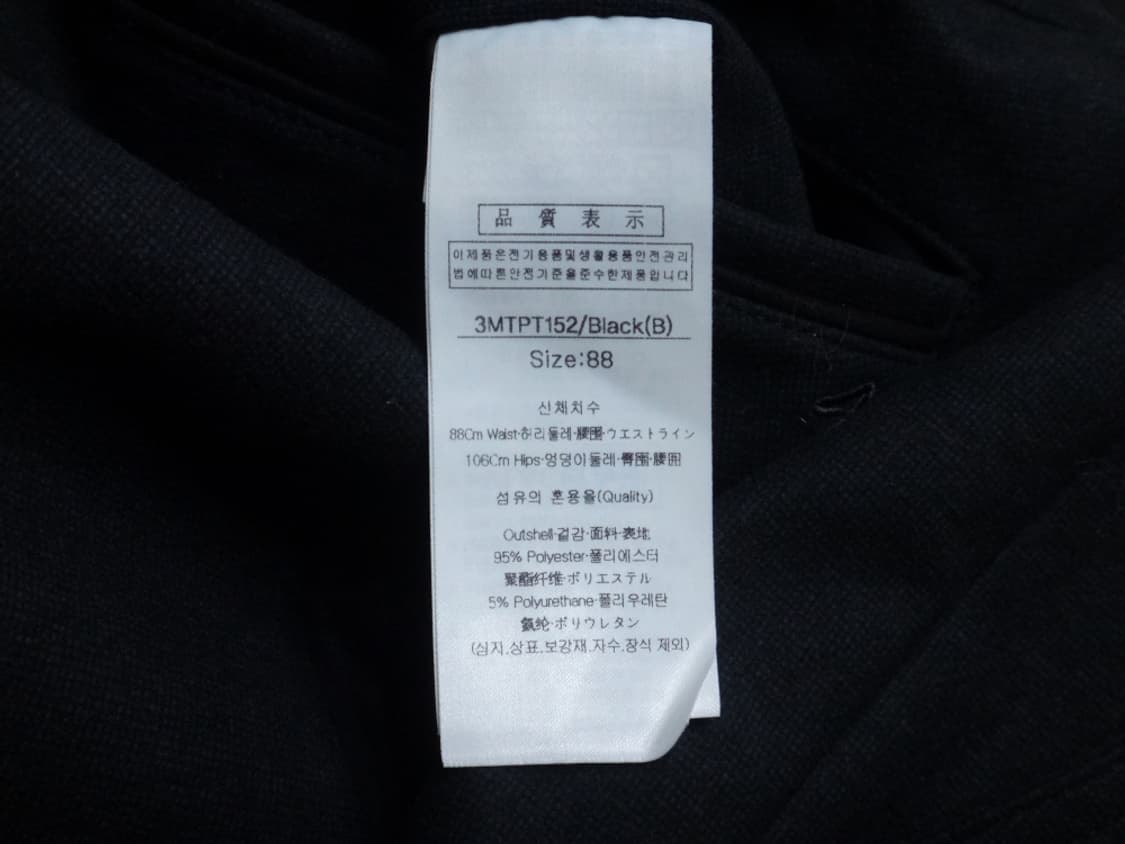 品質表示
이제품은전기용품및생활용품안전관리
법에따른안전기준을준수한제품입니다
3MTPT152/Black(B)
Size:88
신체치수
88Cm Waist·허리둘레·腰围·ウエストライン
106Cm Hips·엉덩이둘레·臀围·腰囲
섬유의 혼용율(Quality)
Outshell·겉감·面料·表地
95% Polyester·폴리에스터
聚酯纤维·ポリエステル
5% Polyurethane·폴리우레탄
氨纶·ポリウレタン
(심지.상표.보강재.자수.장식 제외)